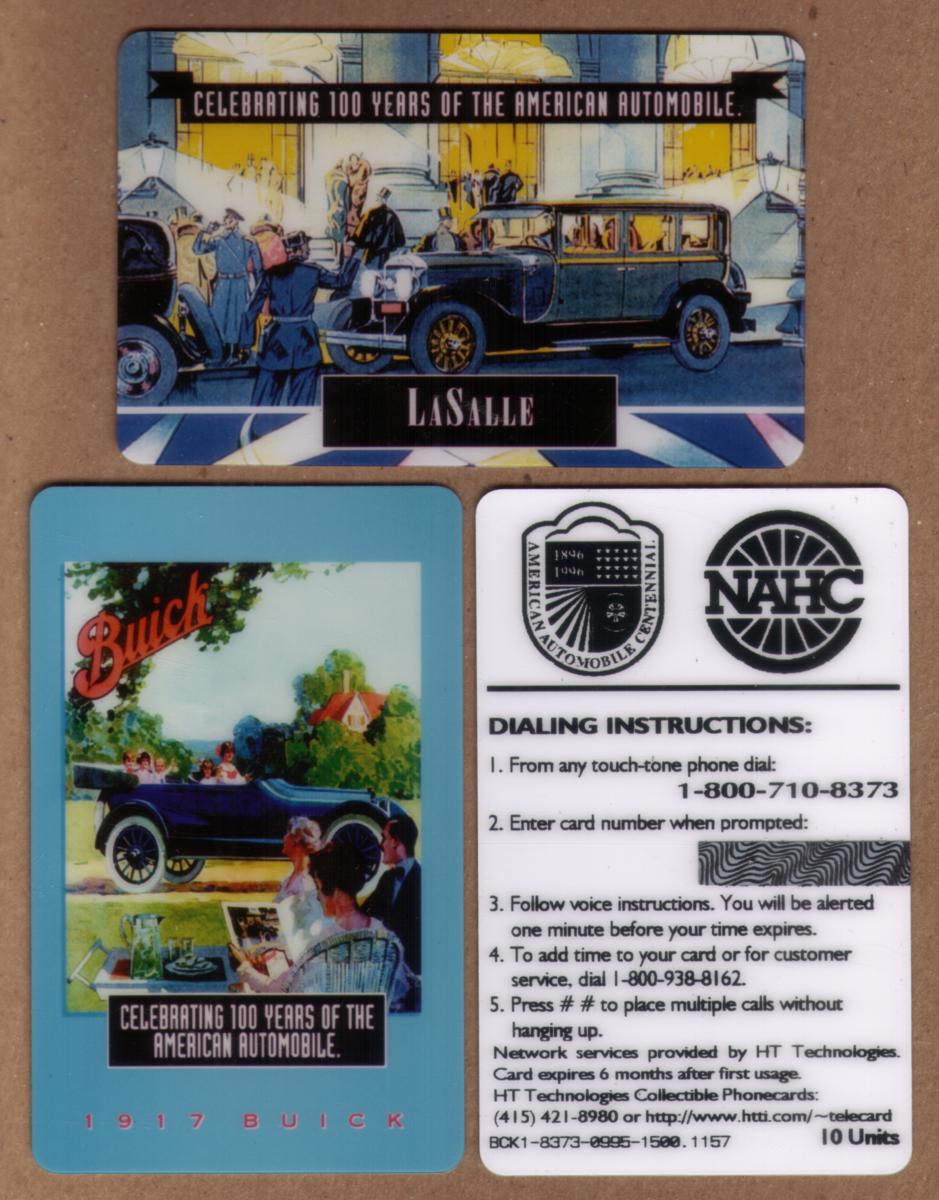 CELEBRATING 100 YEARS OF THE AMERICAN AUTOMOBILE.
LASALLE
Buick
CELEBRATING 100 YEARS OF THE
AMERICAN AUTOMOBILE.
1917 BUICK
1896
1996
AMERICAN AUTOMOBILE CENTENNIAL
NAHC
DIALING INSTRUCTIONS:
1. From any touch-tone phone dial:
1-800-710-8373
2. Enter card number when prompted:
3. Follow voice instructions. You will be alerted
one minute before your time expires.
4. To add time to your card or for customer
service, dial 1-800-938-8162.
5. Press # # to place multiple calls without
hanging up.
Network services provided by HT Technologies.
Card expires 6 months after first usage.
HT Technologies Collectible Phonecards:
(415) 421-8980 or http://www.htti.com/~telecard
BCK1-8373-0995-1500.1157 10 Units